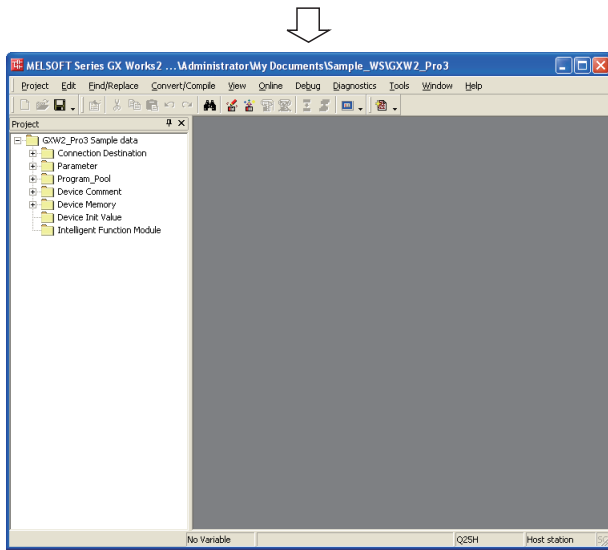 MELSOFT Series GX Works2 ...\Administrator\My Documents\Sample_WS\GXW2_Pro3
Project Edit Find/Replace Convert/Compile View Online Debug Diagnostics Tools Window Help
Project
GXW2_Pro3 Sample data
Connection Destination
Parameter
Program_Pool
Device Comment
Device Memory
Device Init Value
Intelligent Function Module
No Variable Q25H Host station